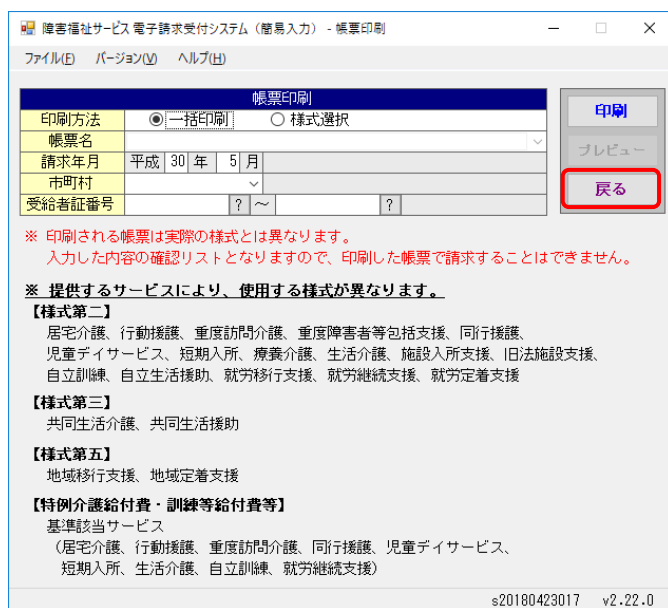 障害福祉サービス 電子請求受付システム（簡易入力） - 帳票印刷
ファイル(F) バージョン(V) ヘルプ(H)
帳票印刷
印刷方法 一括印刷 様式選択
帳票名
請求年月 平成 30 年 5 月
市町村
受給者証番号 ? ～ ?
印刷
プレビュー
戻る
※ 印刷される帳票は実際の様式とは異なります。
入力した内容の確認リストとなりますので、印刷した帳票で請求することはできません。
※ 提供するサービスにより、使用する様式が異なります。
【様式第二】
居宅介護、行動援護、重度訪問介護、重度障害者等包括支援、同行援護、
児童デイサービス、短期入所、療養介護、生活介護、施設入所支援、旧法施設支援、
自立訓練、自立生活援助、就労移行支援、就労継続支援、就労定着支援
【様式第三】
共同生活介護、共同生活援助
【様式第五】
地域移行支援、地域定着支援
【特例介護給付費・訓練等給付費等】
基準該当サービス
（居宅介護、行動援護、重度訪問介護、同行援護、児童デイサービス、
短期入所、生活介護、自立訓練、就労継続支援）
s20180423017 v2.22.0